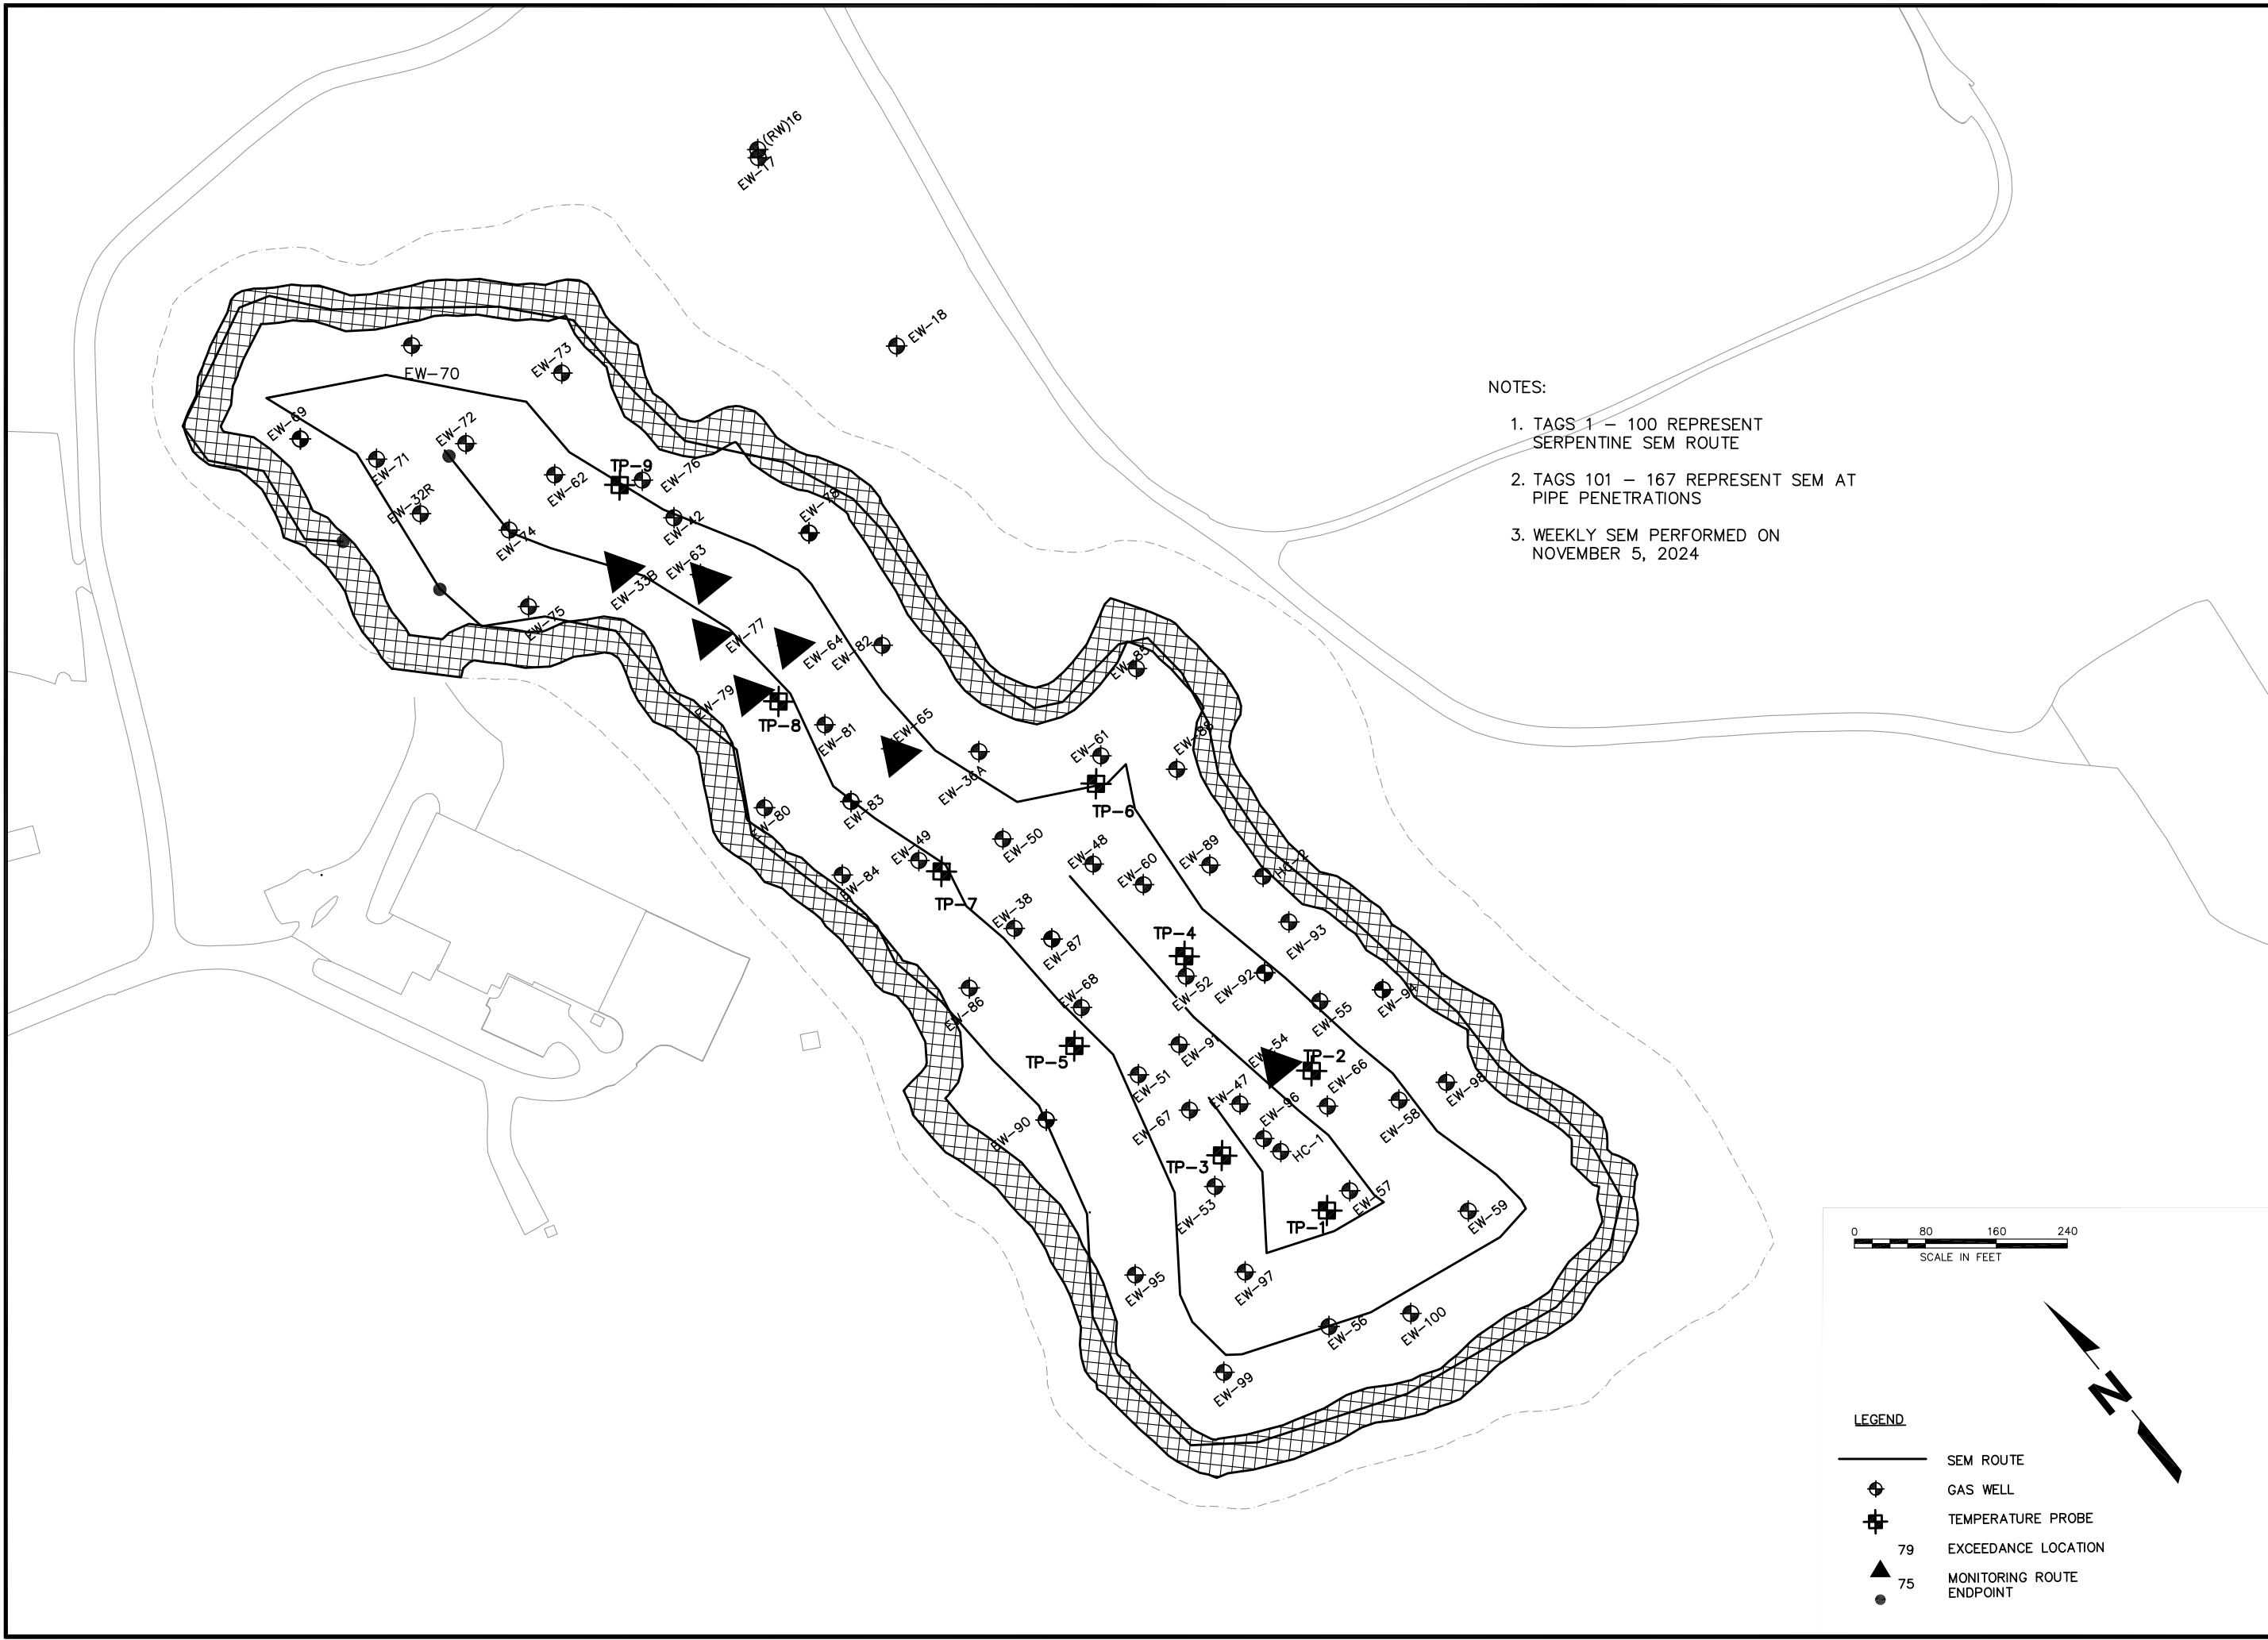 (RW)16
EW-17
EW-18
EW-73
EW-70
EW-69
EW-72
EW-71
TP-9
EW-76
EW-62
EW-32R
EW-78
EW-42
EW-74
EW-63
EW-33B
EW-75
EW-77
EW-64
EW-82
EW-85
EW-79
TP-8
EW-81
EW-65
EW-61
EW-88
EW-36A
TP-6
EW-80
EW-83
EW-50
EW-49
EW-48
EW-60
EW-89
HC-2
EW-84
TP-7
EW-38
EW-87
TP-4
EW-93
EW-86
EW-68
EW-52
EW-92
EW-94
EW-55
TP-5
EW-91
EW-54
TP-2
EW-51
EW-47
EW-66
EW-98
EW-90
EW-67
EW-96
EW-58
HC-1
TP-3
EW-53
EW-57
TP-1
EW-59
EW-95
EW-97
EW-56
EW-100
EW-99
NOTES:
1. TAGS 1 - 100 REPRESENT
SERPENTINE SEM ROUTE
2. TAGS 101 - 167 REPRESENT SEM AT
PIPE PENETRATIONS
3. WEEKLY SEM PERFORMED ON
NOVEMBER 5, 2024
0 80 160 240
SCALE IN FEET
N
LEGEND
SEM ROUTE
GAS WELL
TEMPERATURE PROBE
79 EXCEEDANCE LOCATION
75 MONITORING ROUTE
ENDPOINT